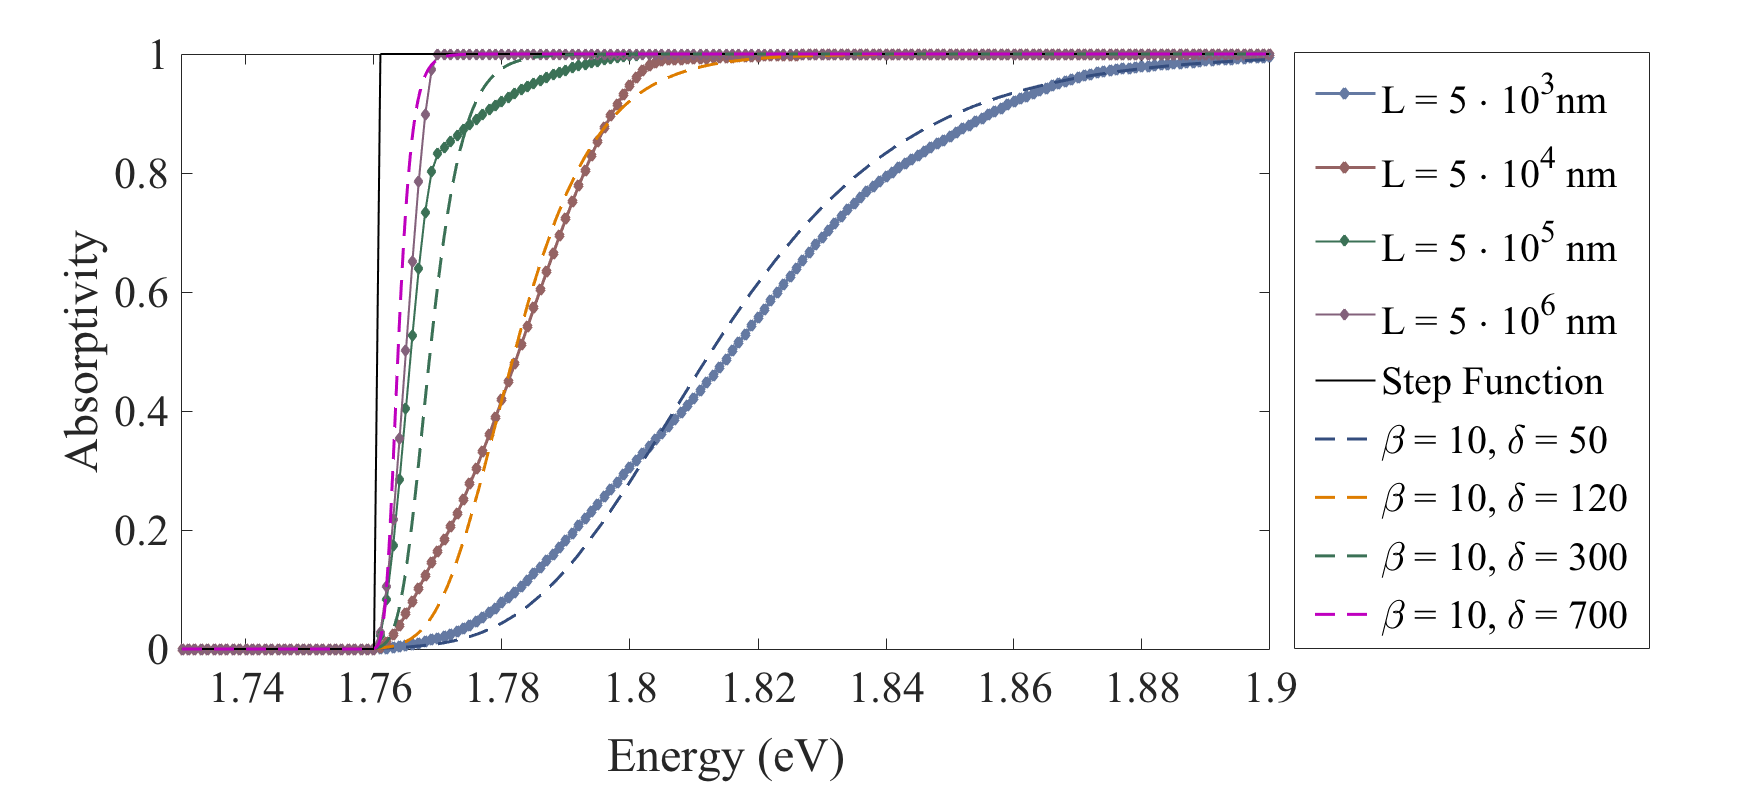 1
0.8
0.6
0.4
0.2
0
Absorptivity
1.74 1.76 1.78 1.8 1.82 1.84 1.86 1.88 1.9
Energy (eV)
L = 5 · 10³nm
L = 5 · 10⁴ nm
L = 5 · 10⁵ nm
L = 5 · 10⁶ nm
Step Function
β = 10, δ = 50
β = 10, δ = 120
β = 10, δ = 300
β = 10, δ = 700